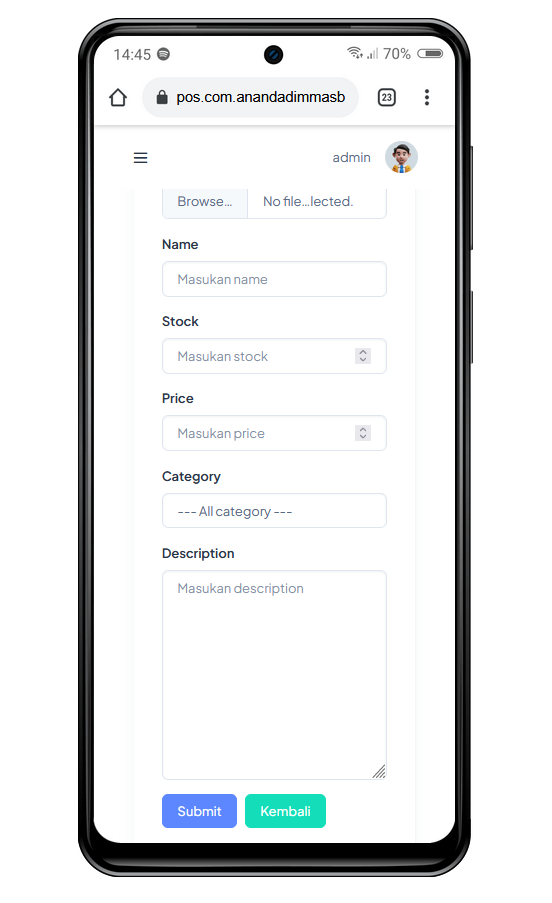 14:45 70%
pos.com.anandadimmasb 23
admin
Browse... No file...lected.
Name
Masukan name
Stock
Masukan stock
Price
Masukan price
Category
--- All category ---
Description
Masukan description
Submit Kembali